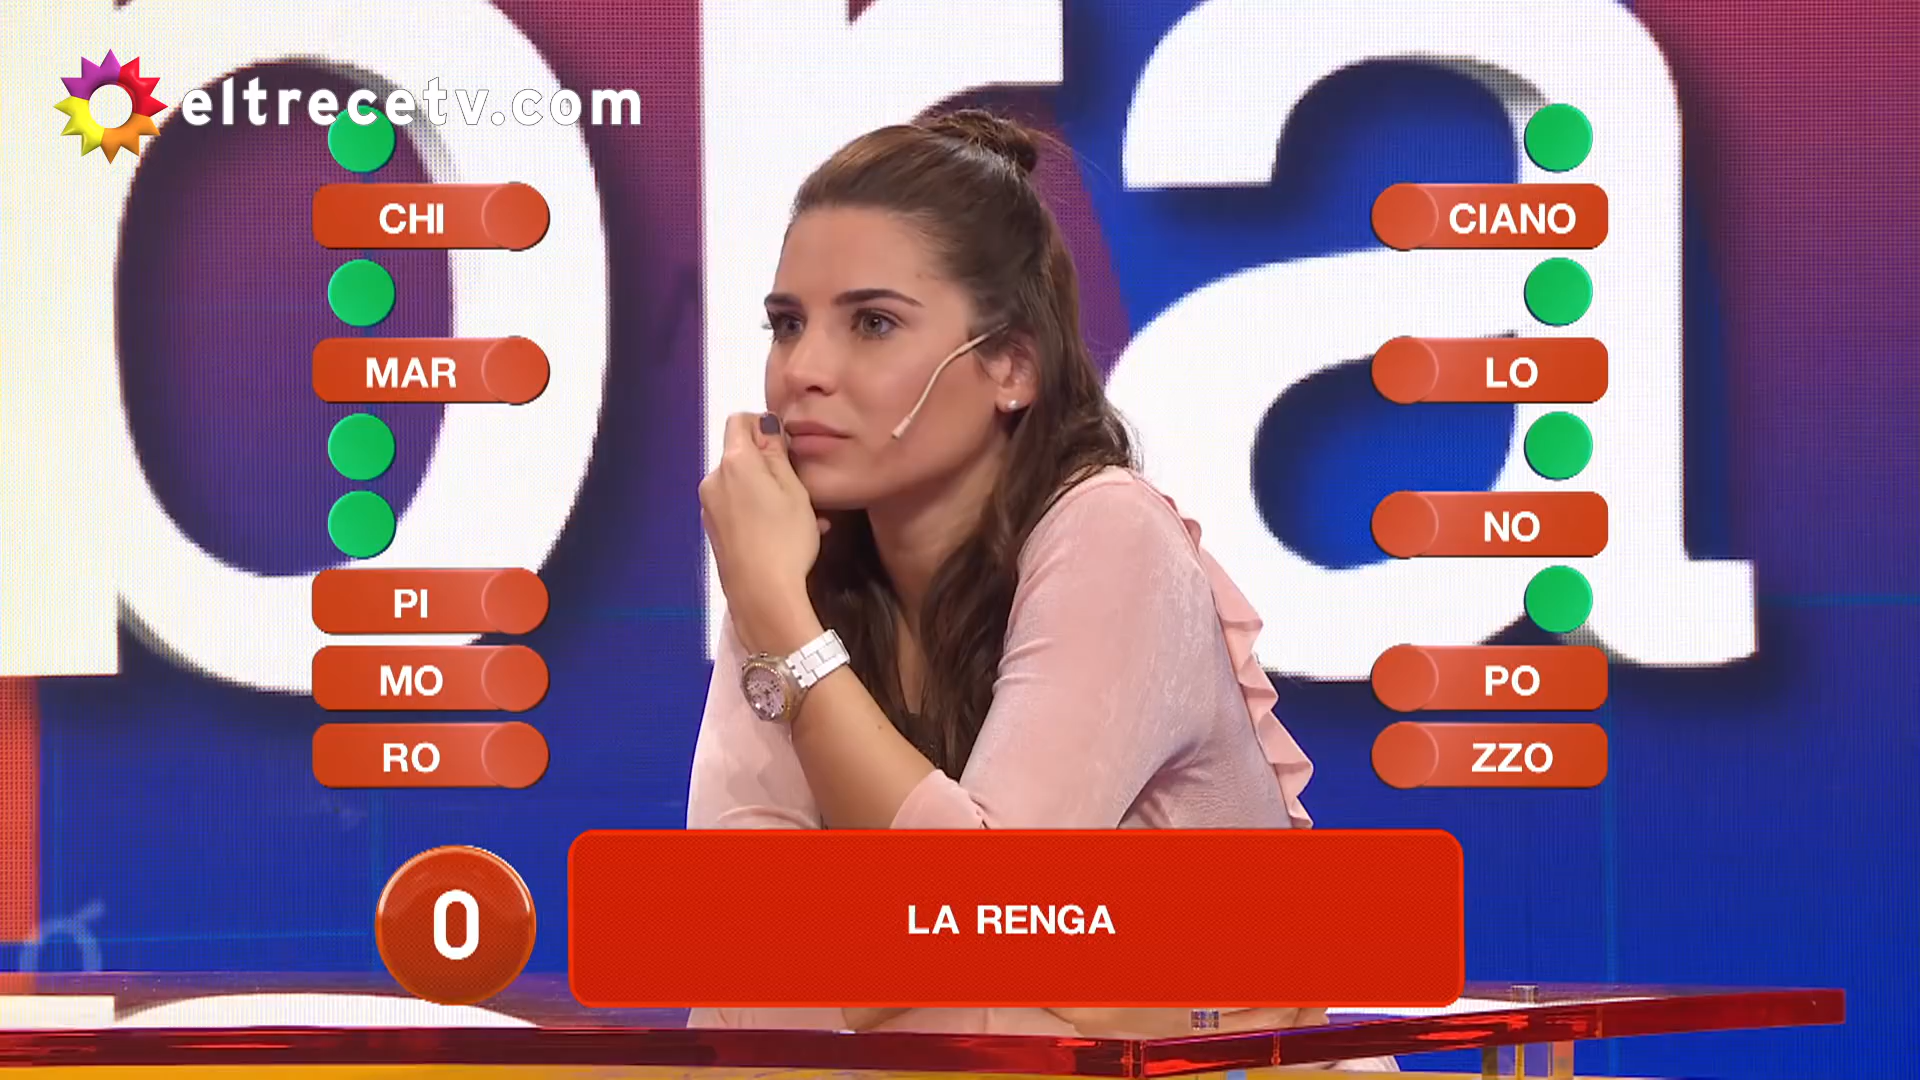 eltrecetv.com
CHI
CIANO
MAR
LO
NO
PI
MO
PO
RO
ZZO
0
LA RENGA